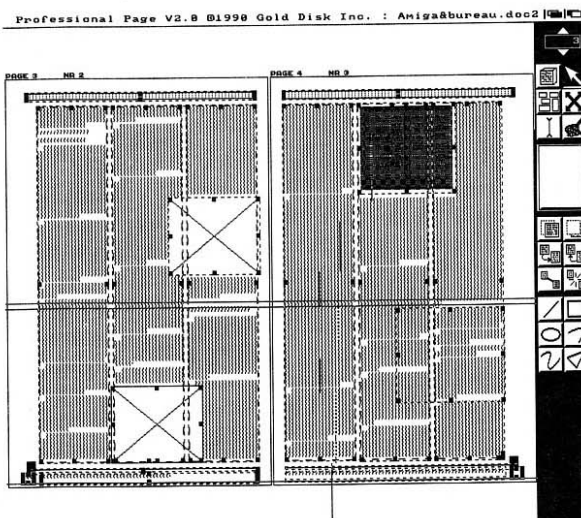 Professional Page V2.0 ©1990 Gold Disk Inc. : Amiga&bureau.doc2
3
PAGE 3 NR 2
PAGE 4 NR 3